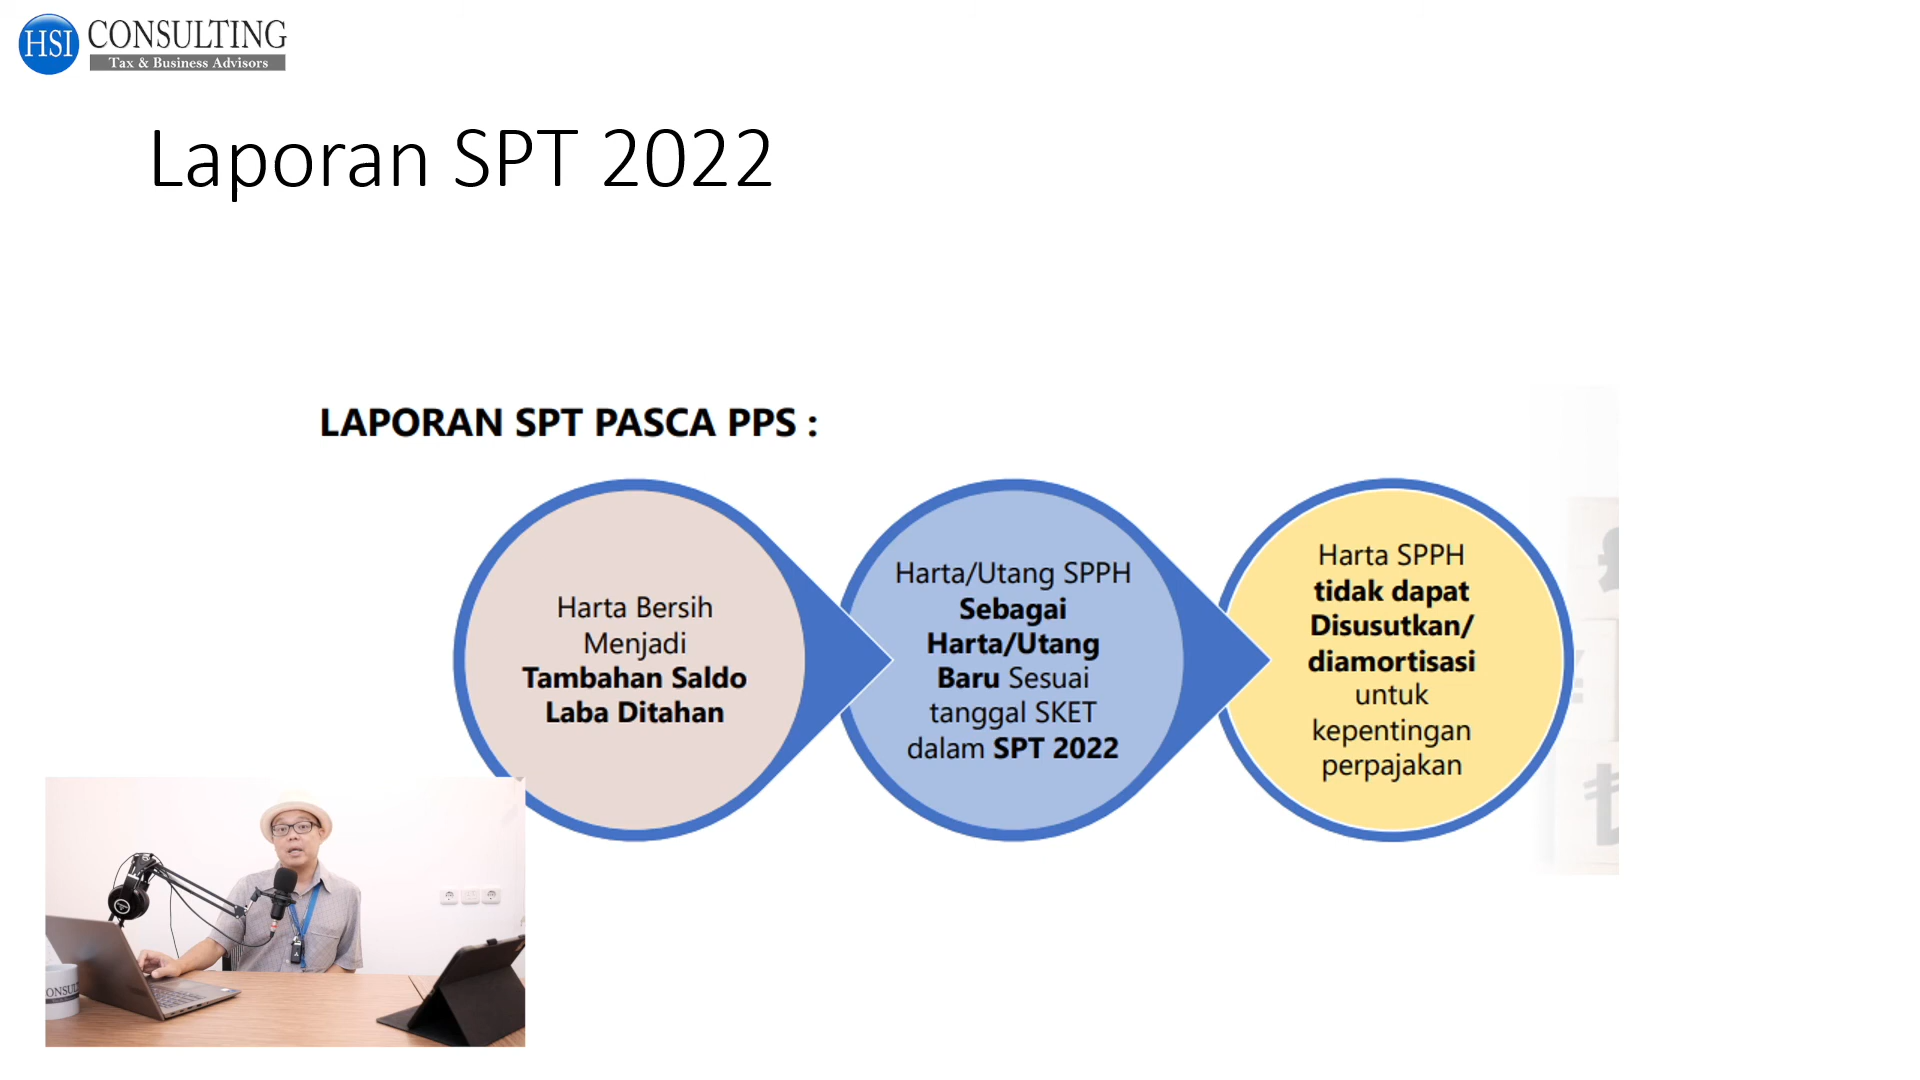 HSI CONSULTING
Tax & Business Advisors
Laporan SPT 2022
LAPORAN SPT PASCA PPS :
Harta Bersih
Menjadi
Tambahan Saldo
Laba Ditahan
Harta/Utang SPPH
Sebagai
Harta/Utang
Baru Sesuai
tanggal SKET
dalam SPT 2022
Harta SPPH
tidak dapat
Disusutkan/
diamortisasi
untuk
kepentingan
perpajakan